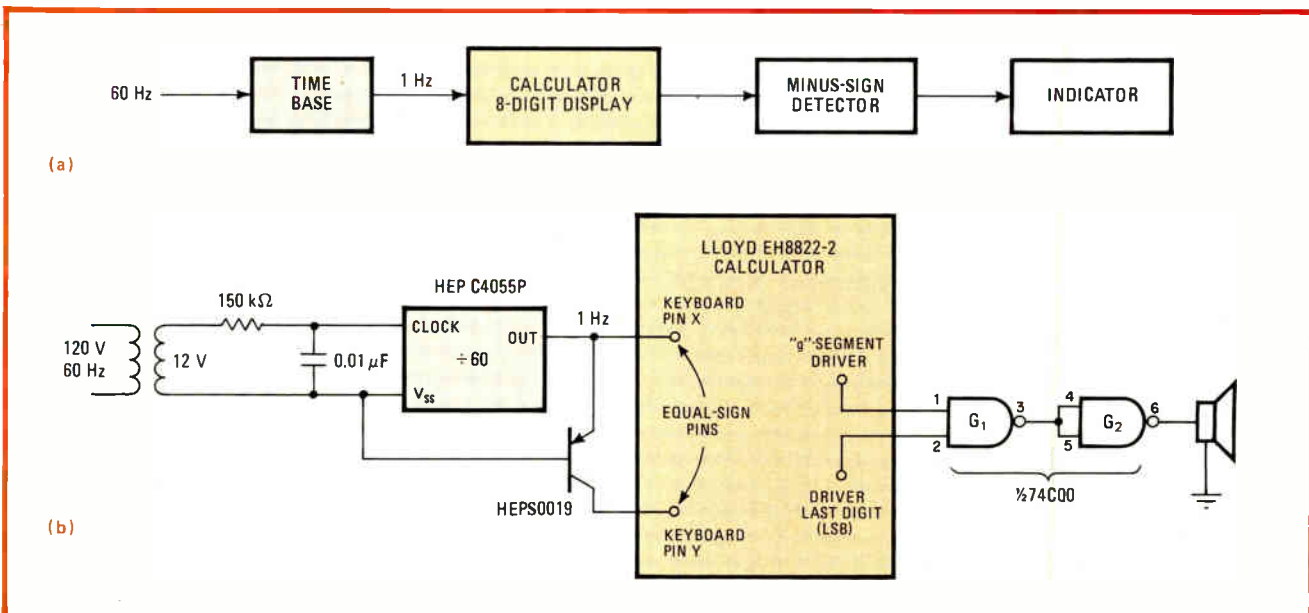 60 Hz
TIME
BASE
1 Hz
CALCULATOR
8-DIGIT DISPLAY
MINUS-SIGN
DETECTOR
INDICATOR
(a)
120 V
60 Hz
12 V
150 kΩ
0.01 μF
HEP C4055P
CLOCK
OUT
÷60
Vss
1 Hz
HEPS0019
LLOYD EH8822-2
CALCULATOR
KEYBOARD
PIN X
"g"-SEGMENT
DRIVER
EQUAL-SIGN
PINS
DRIVER
LAST DIGIT
(LSB)
KEYBOARD
PIN Y
1
2
G1
3
4
5
G2
6
½74C00
(b)